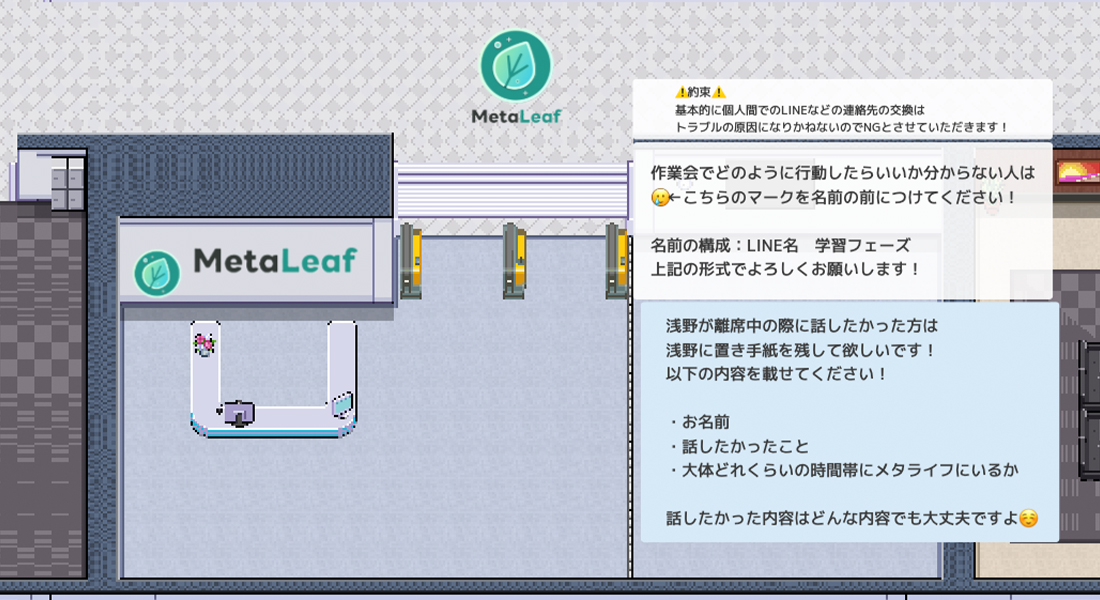 MetaLeaf
⚠️約束⚠️
基本的に個人間でのLINEなどの連絡先の交換は
トラブルの原因になりかねないのでNGとさせていただきます！
作業会でどのように行動したらいいか分からない人は
🥲←こちらのマークを名前の前につけてください！
名前の構成：LINE名　学習フェーズ
上記の形式でよろしくお願いします！
MetaLeaf
浅野が離席中の際に話したかった方は
浅野に置き手紙を残して欲しいです！
以下の内容を載せてください！
・お名前
・話したかったこと
・大体どれくらいの時間帯にメタライフにいるか
話したかった内容はどんな内容でも大丈夫ですよ☺️